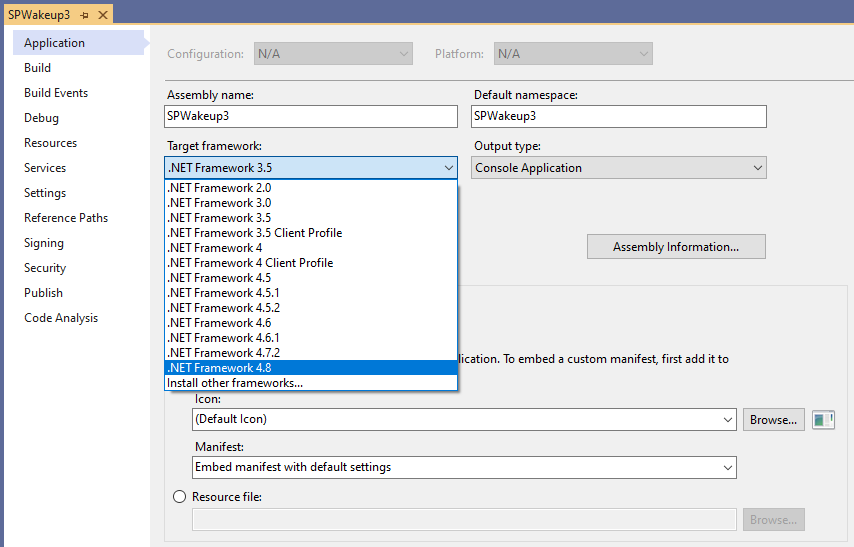 SPWakeup3
Application
Build
Build Events
Debug
Resources
Services
Settings
Reference Paths
Signing
Security
Publish
Code Analysis
Configuration: N/A Platform: N/A
Assembly name: Default namespace:
SPWakeup3 SPWakeup3
Target framework: Output type:
.NET Framework 3.5 Console Application
.NET Framework 2.0
.NET Framework 3.0
.NET Framework 3.5
.NET Framework 3.5 Client Profile
.NET Framework 4
.NET Framework 4 Client Profile
.NET Framework 4.5
.NET Framework 4.5.1
.NET Framework 4.5.2
.NET Framework 4.6
.NET Framework 4.6.1
.NET Framework 4.7.2
.NET Framework 4.8
Install other frameworks...
Assembly Information...
lication. To embed a custom manifest, first add it to
Icon:
(Default Icon) Browse...
Manifest:
Embed manifest with default settings
Resource file:
Browse...